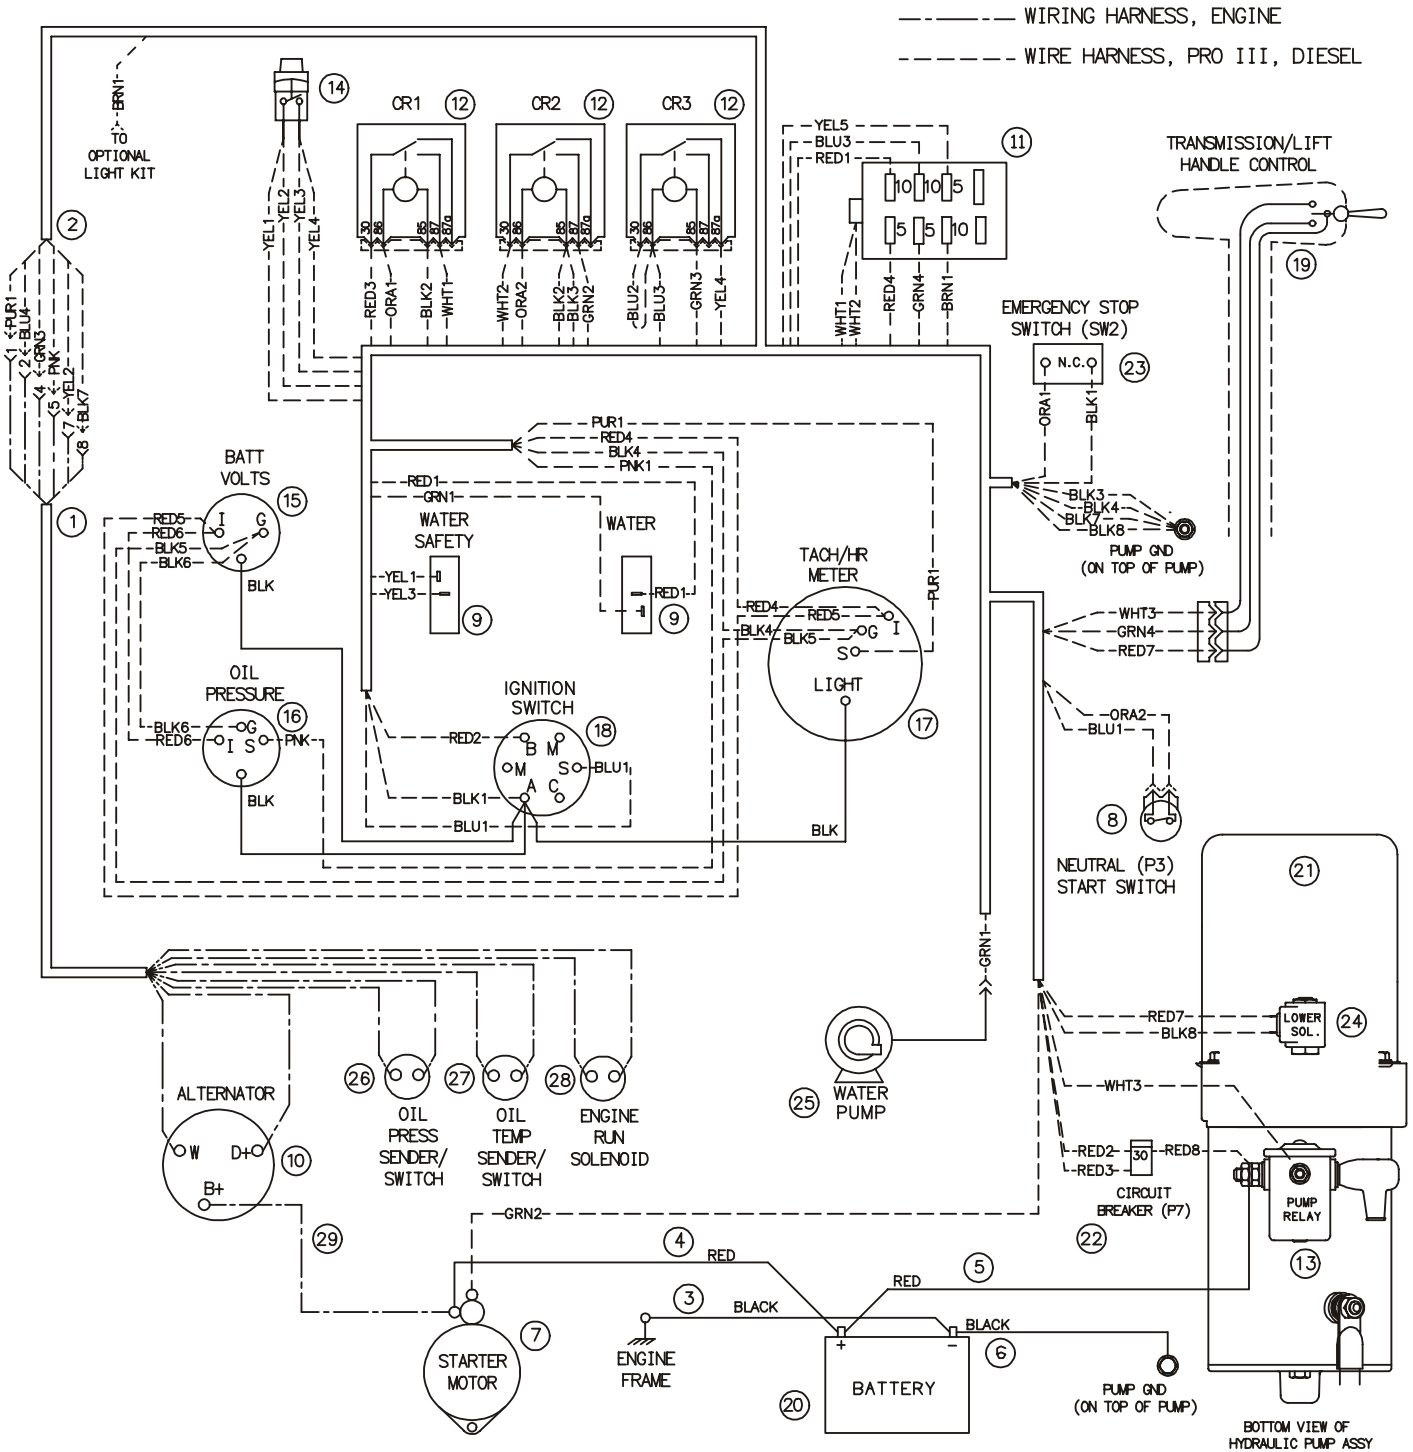 WIRING HARNESS, ENGINE
WIRE HARNESS, PRO III, DIESEL
BRN1
TO
OPTIONAL
LIGHT KIT
14
CR1
12
CR2
12
CR3
12
30
86
85
87
87a
30
86
85
87
87a
30
86
85
87
87a
YEL5
BLU3
RED1
11
10
10
5
5
5
10
TRANSMISSION/LIFT
HANDLE CONTROL
19
2
YEL1
YEL2
YEL3
YEL4
RED3
ORA1
BLK2
WHT1
WHT2
ORA2
BLK2
BLK3
GRN2
BLU2
BLU3
GRN3
YEL4
WHT1
WHT2
RED4
GRN4
BRN1
EMERGENCY STOP
SWITCH (SW2)
N.C.
23
ORA1
BLK1
1
PUR1
2
BLU4
4
GRN3
5
PNK
7
YEL2
8
BLK7
1
PUR1
RED4
BLK4
PNK1
RED1
GRN1
BLK3
BLK4
BLK7
BLK8
PUMP GND
(ON TOP OF PUMP)
BATT
VOLTS
15
I
G
RED5
RED6
BLK5
BLK6
BLK
WATER
SAFETY
YEL1
YEL3
9
WATER
RED1
9
TACH/HR
METER
RED4
RED5
BLK4
BLK5
G
I
S
LIGHT
PUR1
17
BLK
WHT3
GRN4
RED7
ORA2
BLU1
8
NEUTRAL (P3)
START SWITCH
OIL
PRESSURE
16
BLK6
RED6
G
I
S
PNK
BLK
IGNITION
SWITCH
18
RED2
B
M
M
S
BLU1
A
C
BLK1
BLU1
21
GRN1
25
WATER
PUMP
RED7
BLK8
LOWER
SOL.
24
WHT3
RED2
RED3
30
RED8
CIRCUIT
BREAKER (P7)
22
PUMP
RELAY
13
ALTERNATOR
W
D+
B+
10
26
OIL
PRESS
SENDER/
SWITCH
27
OIL
TEMP
SENDER/
SWITCH
28
ENGINE
RUN
SOLENOID
29
GRN2
4
RED
5
RED
3
BLACK
BLACK
6
7
STARTER
MOTOR
ENGINE
FRAME
+
−
BATTERY
20
PUMP GND
(ON TOP OF PUMP)
BOTTOM VIEW OF
HYDRAULIC PUMP ASSY